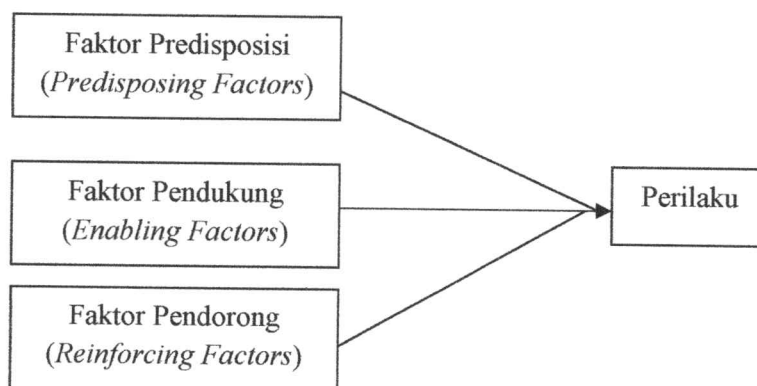 Faktor Predisposisi
(Predisposing Factors)
Faktor Pendukung
(Enabling Factors)
Perilaku
Faktor Pendorong
(Reinforcing Factors)